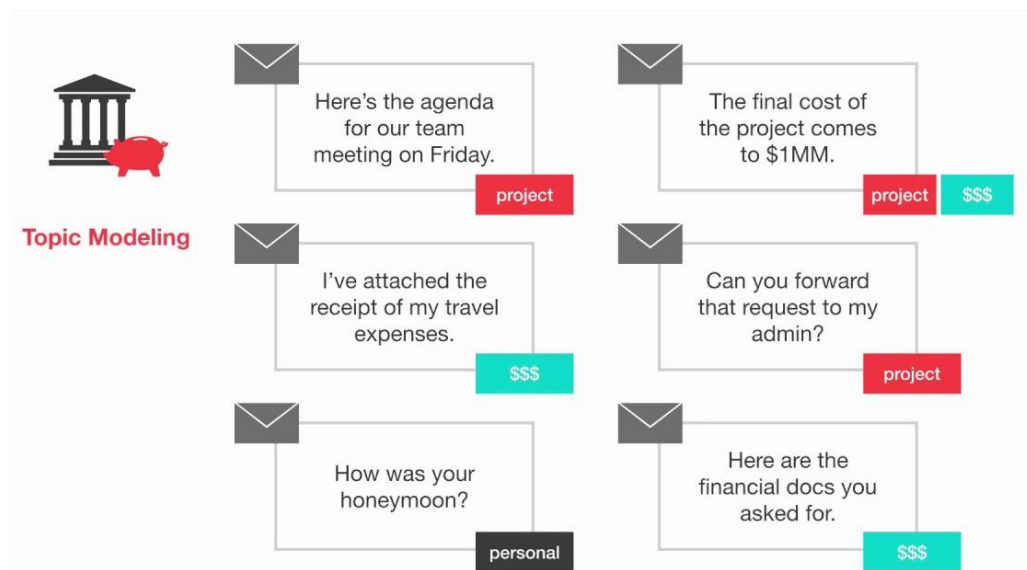 Topic Modeling
Here's the agenda
for our team
meeting on Friday.
project
The final cost of
the project comes
to $1MM.
project
$$$
I've attached the
receipt of my travel
expenses.
$$$
Can you forward
that request to my
admin?
project
How was your
honeymoon?
personal
Here are the
financial docs you
asked for.
$$$